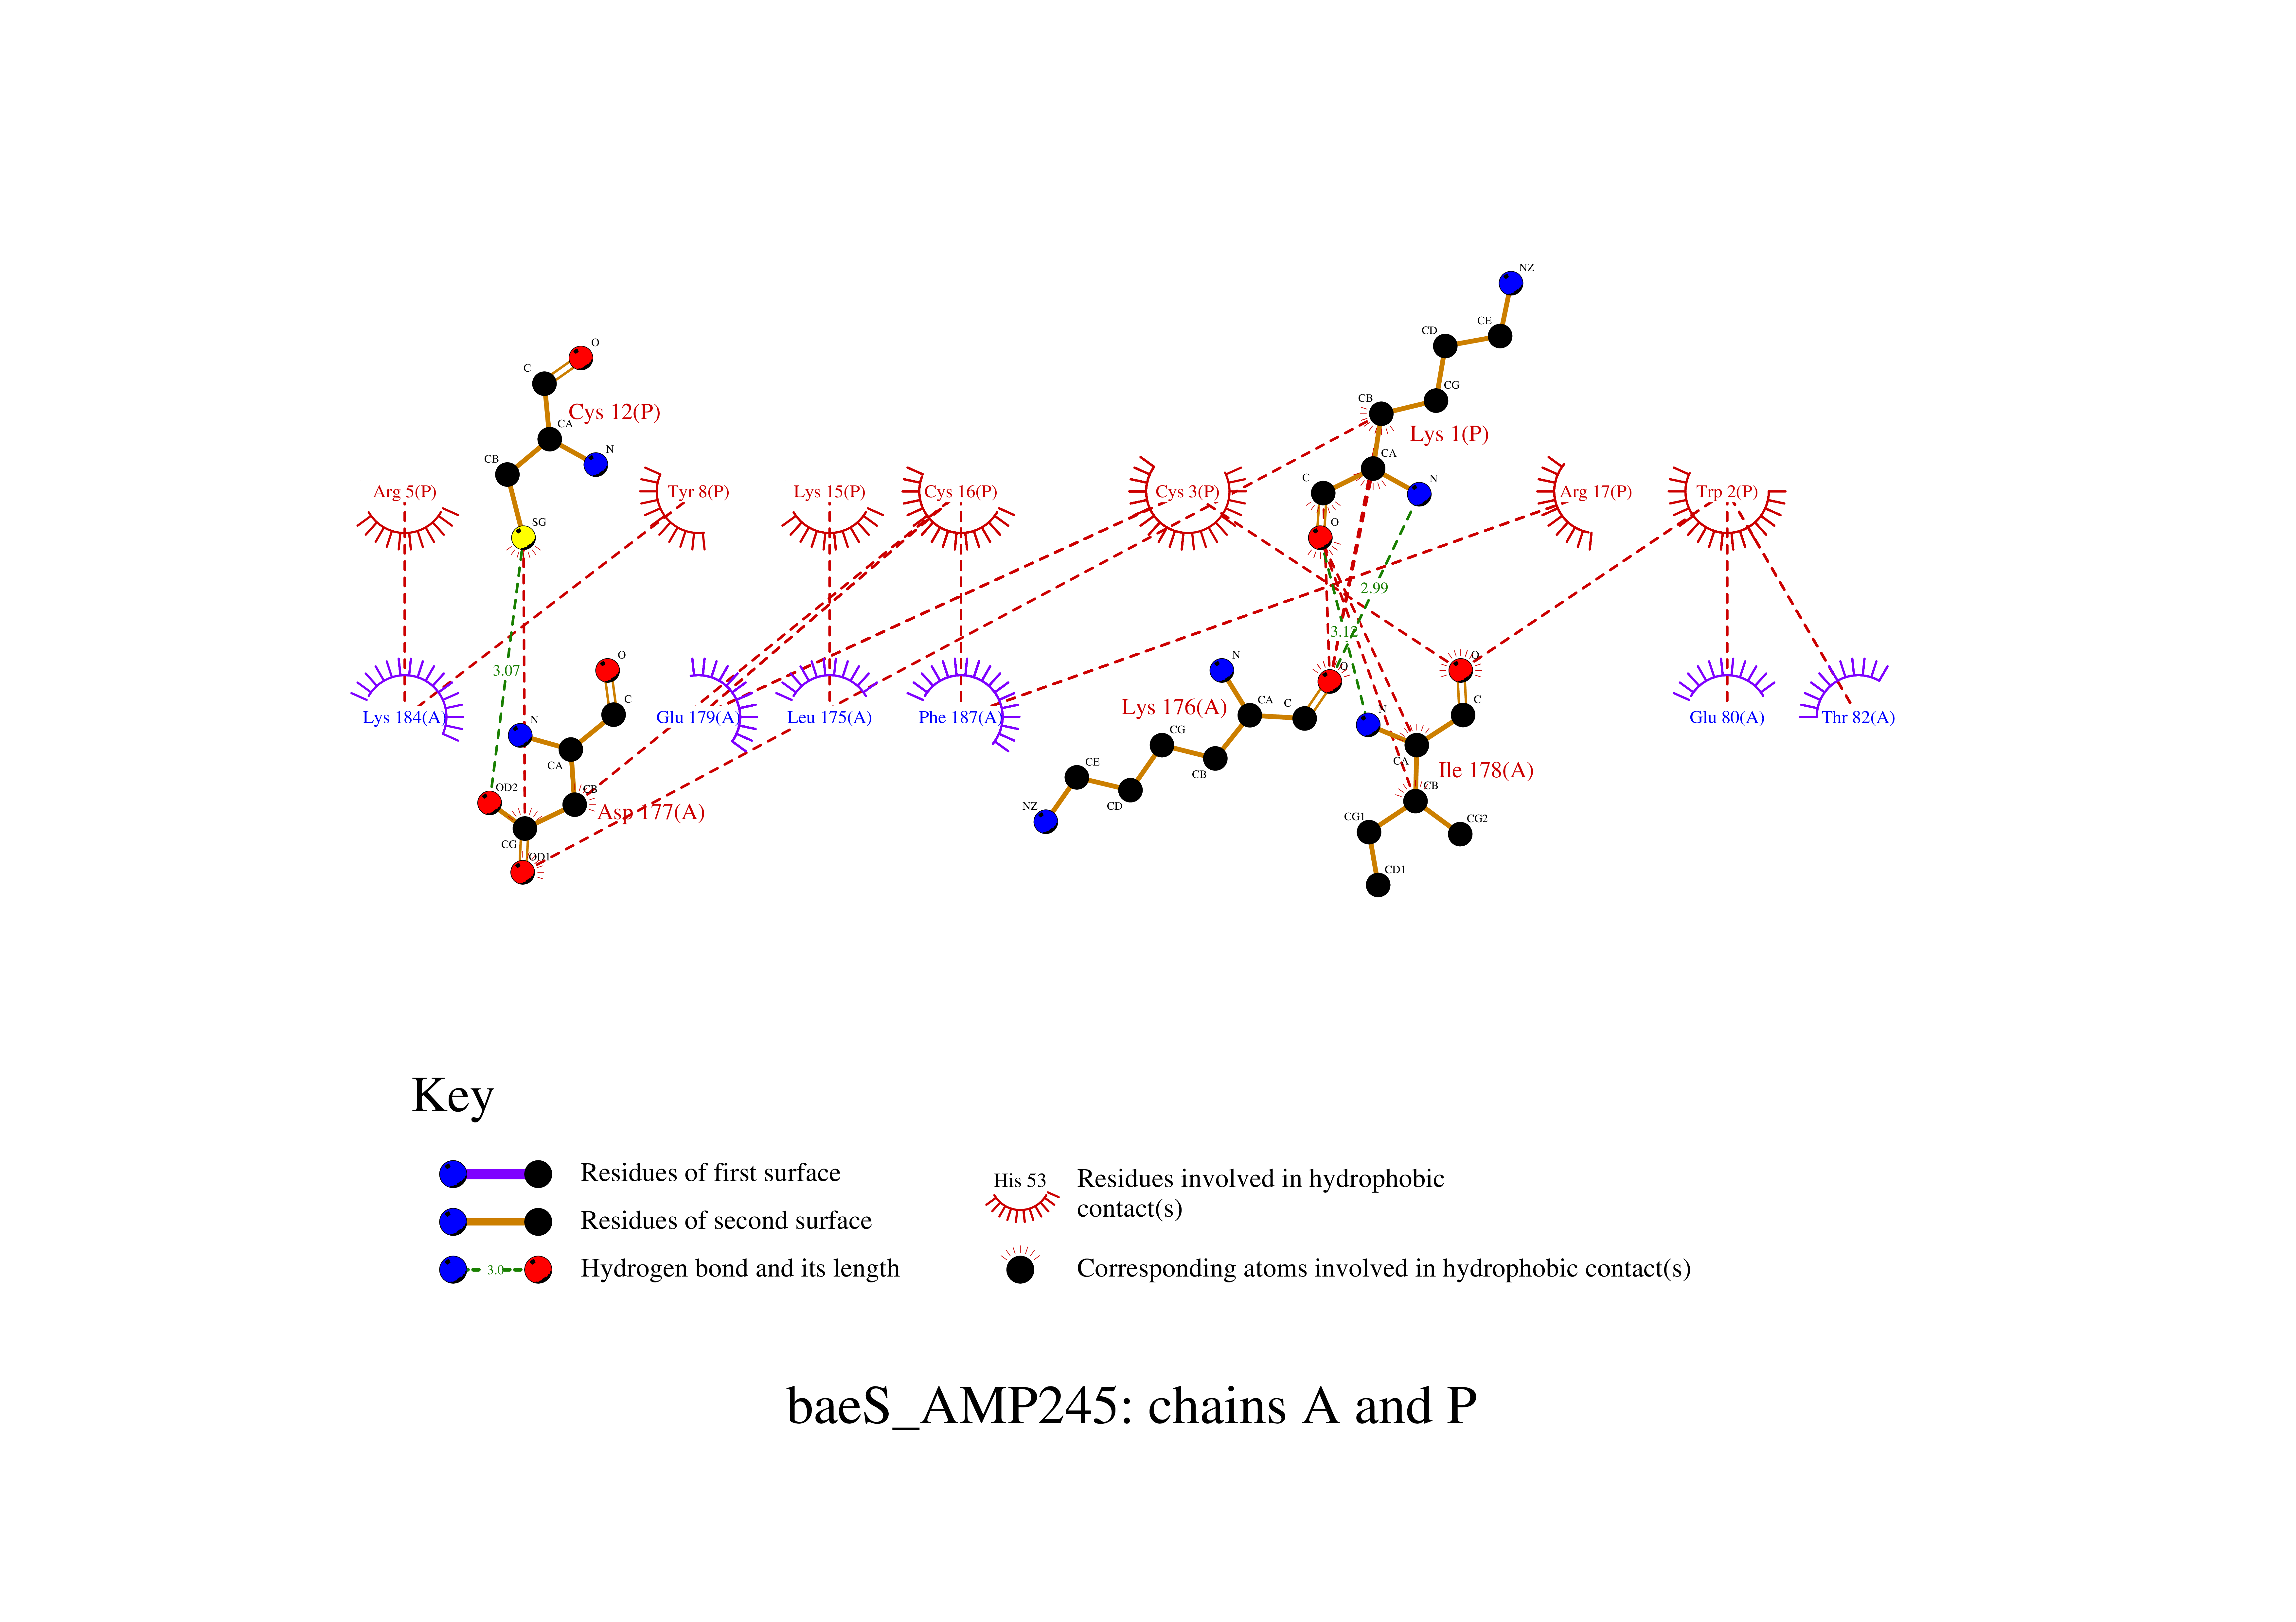 NZ
CD
CE
CG
CB
Lys 1(P)
CA
C
N
O
O
C
Cys 12(P)
CA
N
CB
SG
Arg 5(P)
Tyr 8(P)
Lys 15(P)
Cys 16(P)
Cys 3(P)
Arg 17(P)
Trp 2(P)
2.99
3.12
3.07
O
C
N
CA
CB
OD2
CG
OD1
Asp 177(A)
Lys 184(A)
Glu 179(A)
Leu 175(A)
Phe 187(A)
N
O
Lys 176(A)
CA
C
CG
CB
CE
CD
NZ
O
C
N
CA
Ile 178(A)
CB
CG1
CG2
CD1
Glu 80(A)
Thr 82(A)
Key
Residues of first surface
Residues of second surface
3.0
Hydrogen bond and its length
His 53
Residues involved in hydrophobic
contact(s)
Corresponding atoms involved in hydrophobic contact(s)
baeS_AMP245: chains A and P